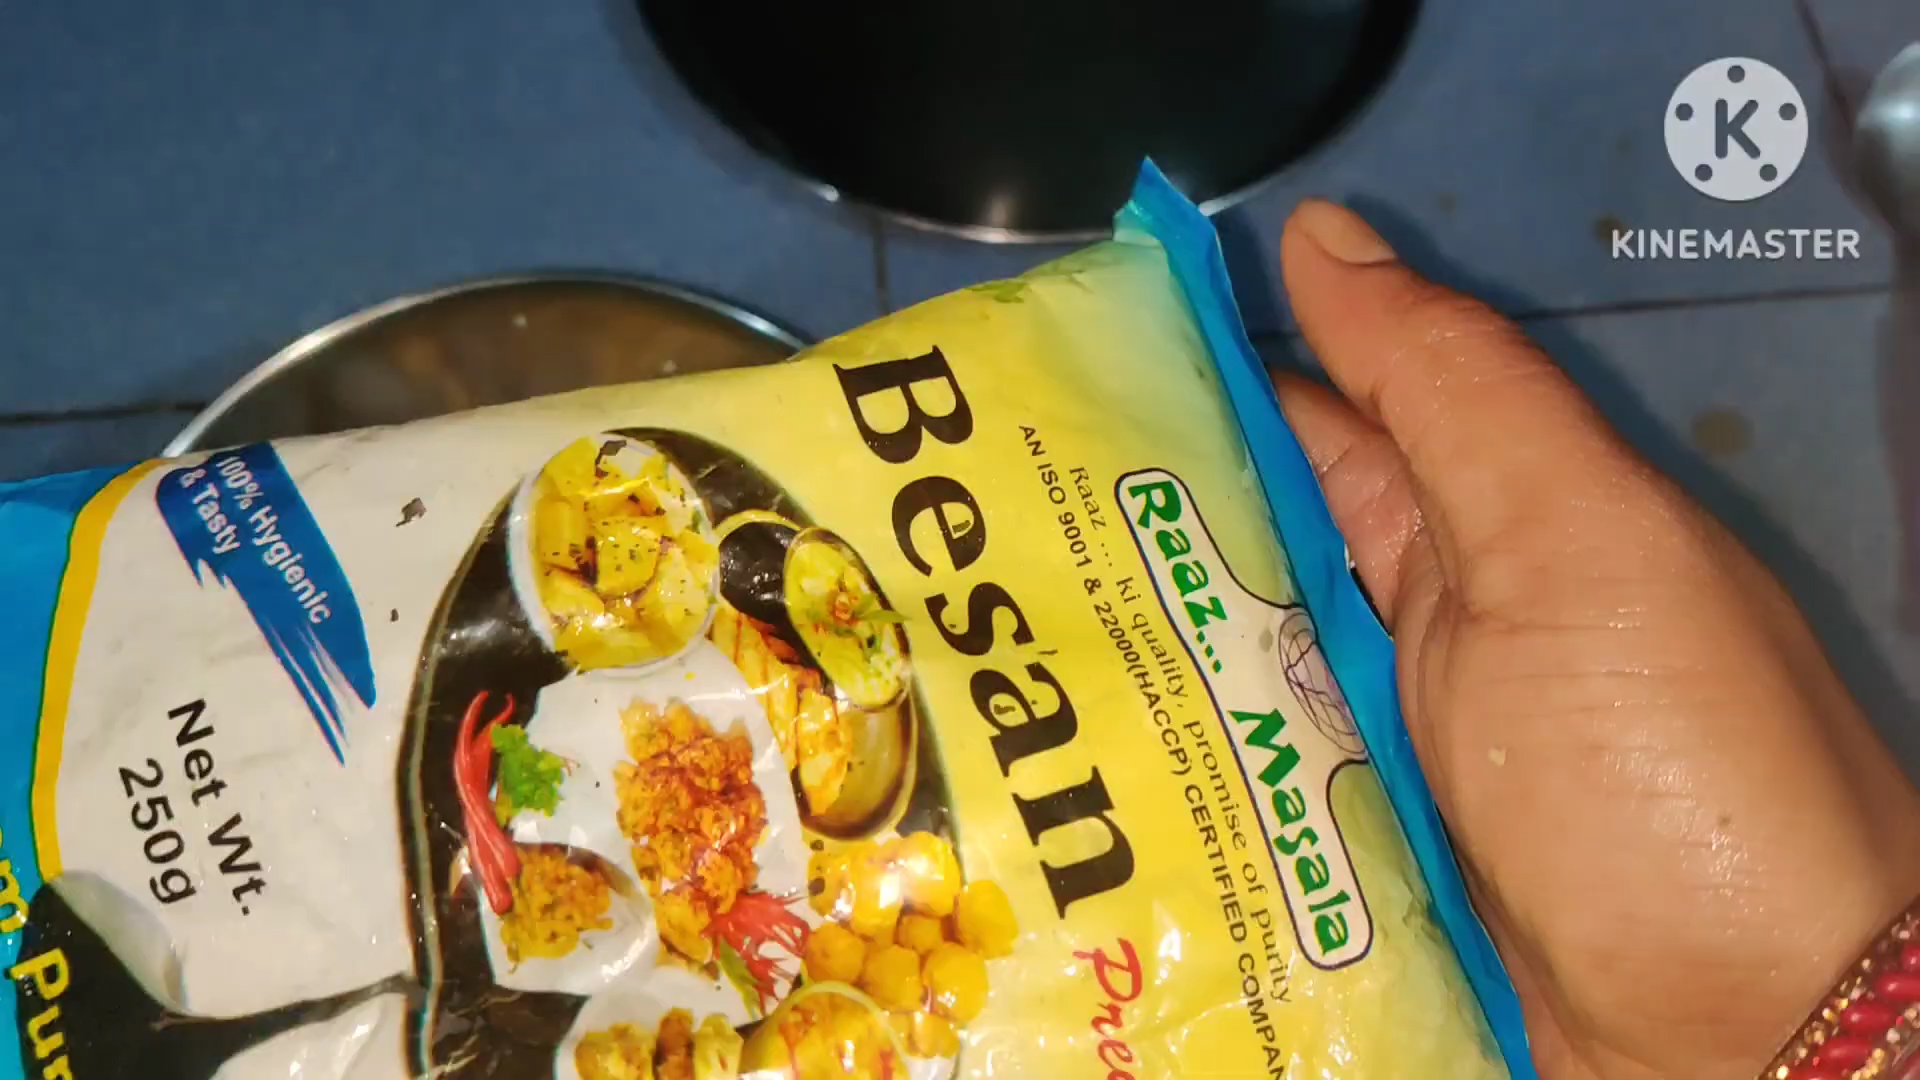 KINEMASTER
Raaz... Masala
Raaz ... ki quality, promise of purity
AN ISO 9001 & 22000(HACCP) CERTIFIED
Besan
100% Hygienic
& Tasty
Net Wt.
250g